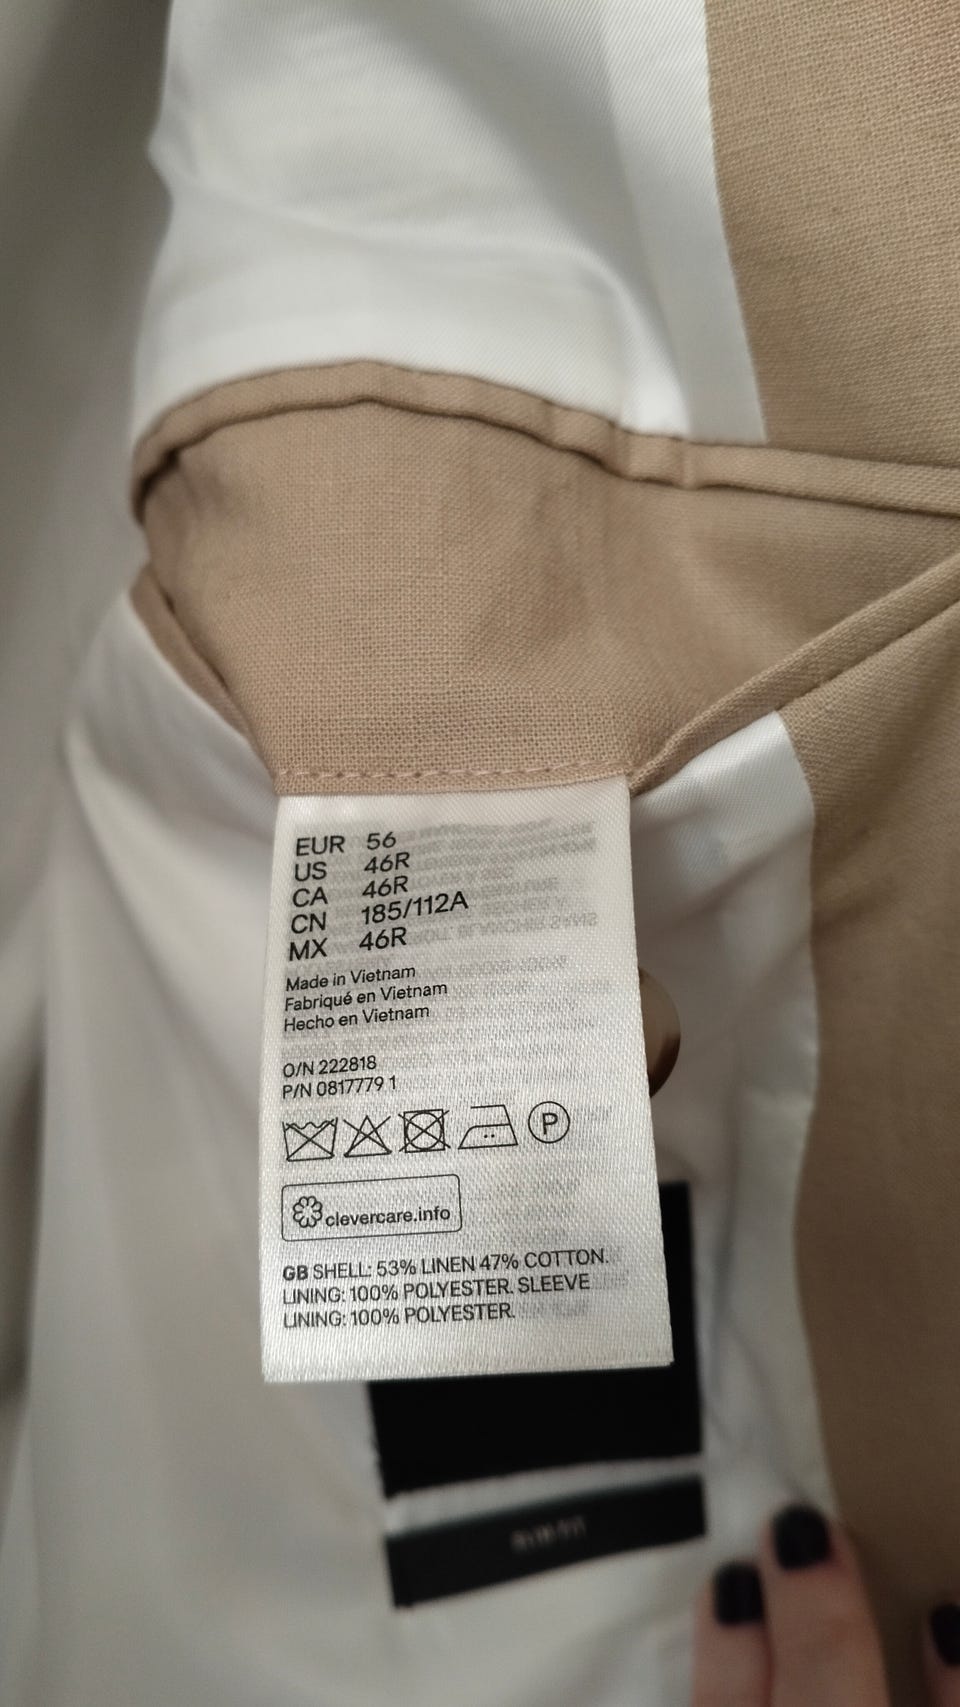 EUR 56
US 46R
CA 46R
CN 185/112A
MX 46R
Made in Vietnam
Fabriqué en Vietnam
Hecho en Vietnam
O/N 222818
P/N 0817779 1
P
clevercare.info
GB SHELL: 53% LINEN 47% COTTON.
LINING: 100% POLYESTER. SLEEVE
LINING: 100% POLYESTER.
SLIM FIT